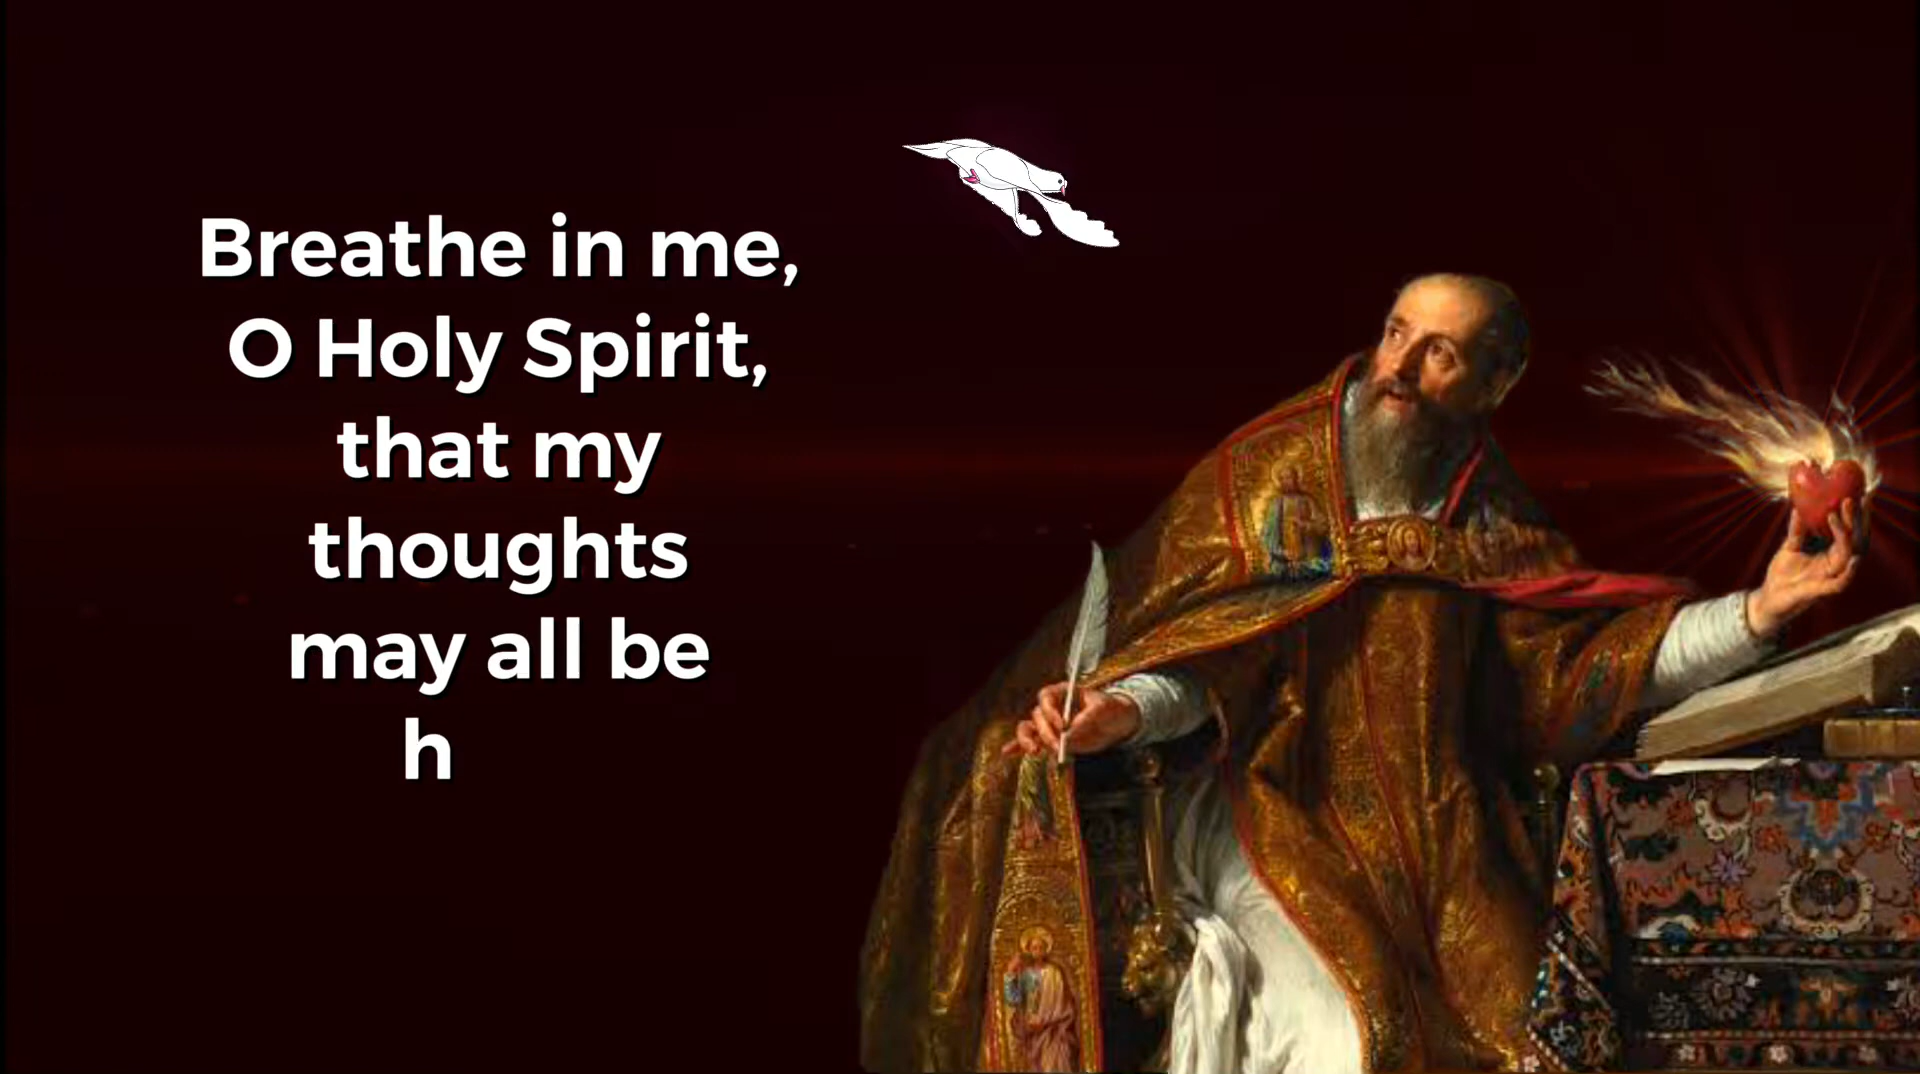 Breathe in me,
O Holy Spirit,
that my
thoughts
may all be
h